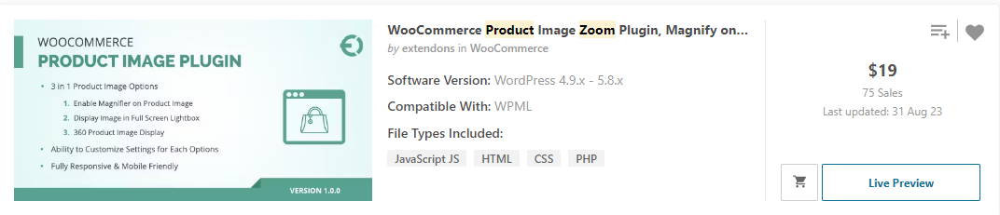 WOOCOMMERCE
PRODUCT IMAGE PLUGIN
• 3 in 1 Product Image Options
1. Enable Magnifier on Product Image
2. Display Image in Full Screen Lightbox
3. 360 Product Image Display
• Ability to Customize Settings for Each Options
• Fully Responsive & Mobile Friendly
VERSION 1.0.0
WooCommerce Product Image Zoom Plugin, Magnify on...
by extendons in WooCommerce
Software Version: WordPress 4.9.x - 5.8.x
Compatible With: WPML
File Types Included:
JavaScript JS HTML CSS PHP
$19
75 Sales
Last updated: 31 Aug 23
Live Preview